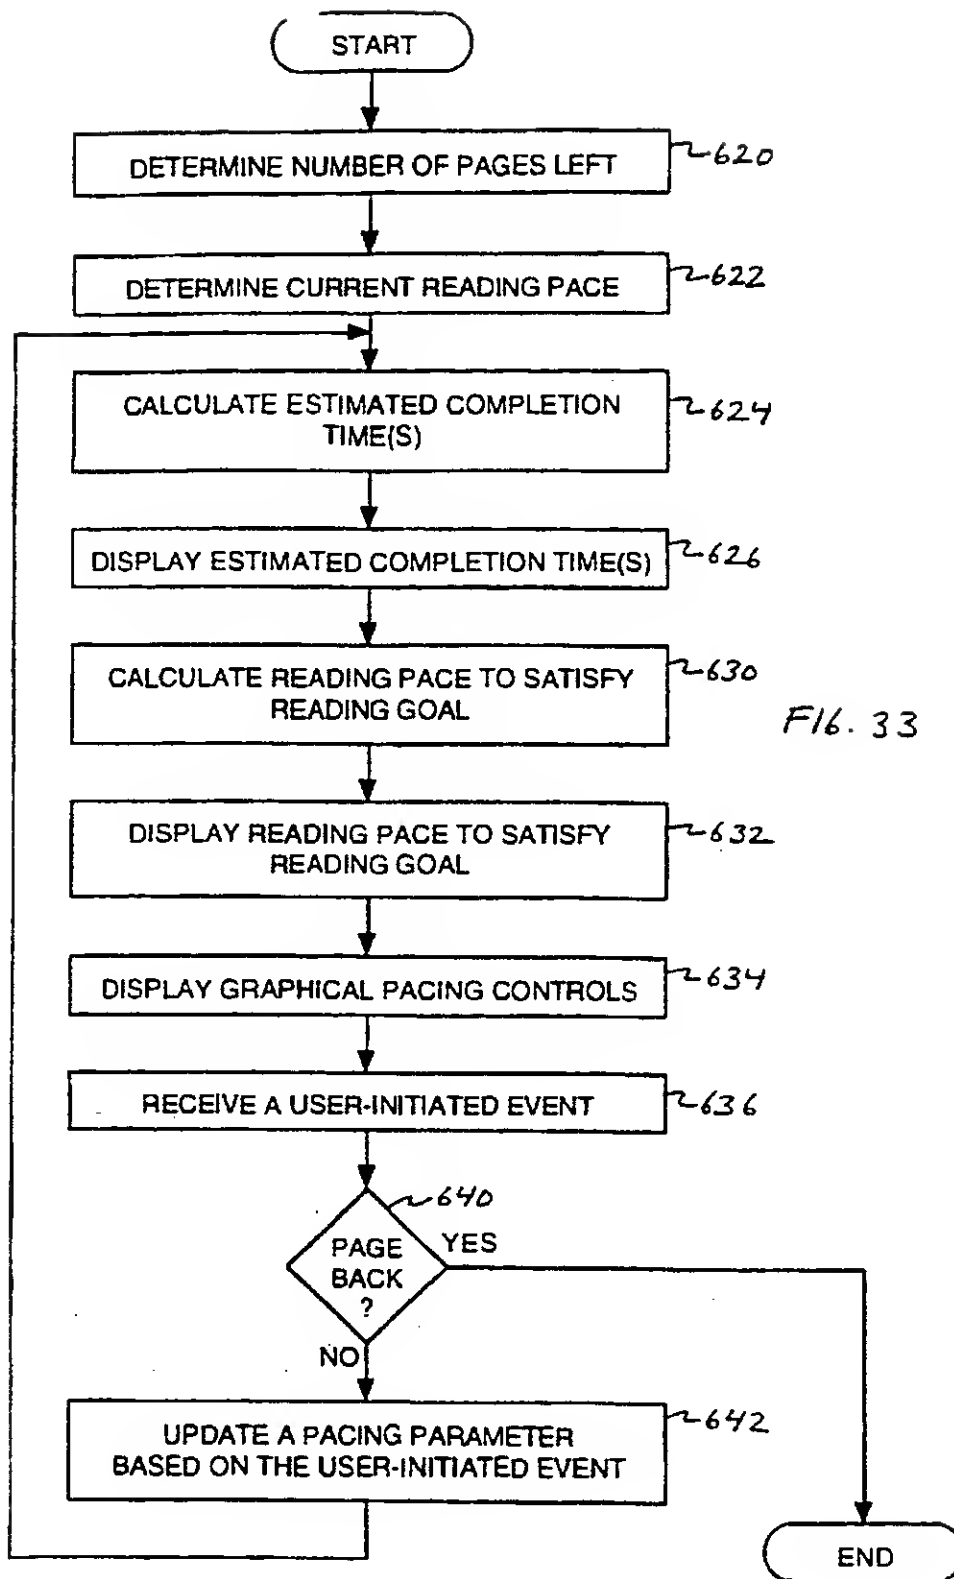 START
DETERMINE NUMBER OF PAGES LEFT
620
DETERMINE CURRENT READING PACE
622
CALCULATE ESTIMATED COMPLETION
TIME(S)
624
DISPLAY ESTIMATED COMPLETION TIME(S)
626
CALCULATE READING PACE TO SATISFY
READING GOAL
630
FIG. 33
DISPLAY READING PACE TO SATISFY
READING GOAL
632
DISPLAY GRAPHICAL PACING CONTROLS
634
RECEIVE A USER-INITIATED EVENT
636
640
PAGE
BACK
?
YES
NO
UPDATE A PACING PARAMETER
BASED ON THE USER-INITIATED EVENT
642
END